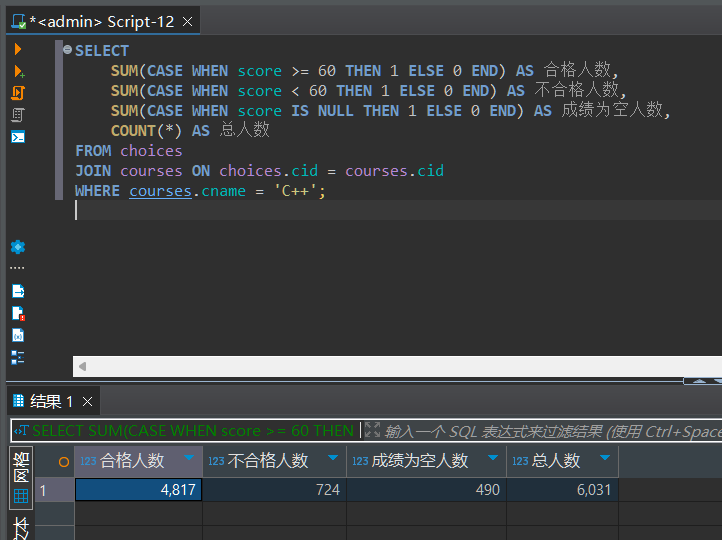 *<admin> Script-12
SELECT
SUM(CASE WHEN score >= 60 THEN 1 ELSE 0 END) AS 合格人数,
SUM(CASE WHEN score < 60 THEN 1 ELSE 0 END) AS 不合格人数,
SUM(CASE WHEN score IS NULL THEN 1 ELSE 0 END) AS 成绩为空人数,
COUNT(*) AS 总人数
FROM choices
JOIN courses ON choices.cid = courses.cid
WHERE courses.cname = 'C++';
结果 1
SELECT SUM(CASE WHEN score >= 60 THEN 输入一个 SQL 表达式来过滤结果 (使用 Ctrl+Space
网格
123 合格人数 123 不合格人数 123 成绩为空人数 123 总人数
1 4,817 724 490 6,031
文本